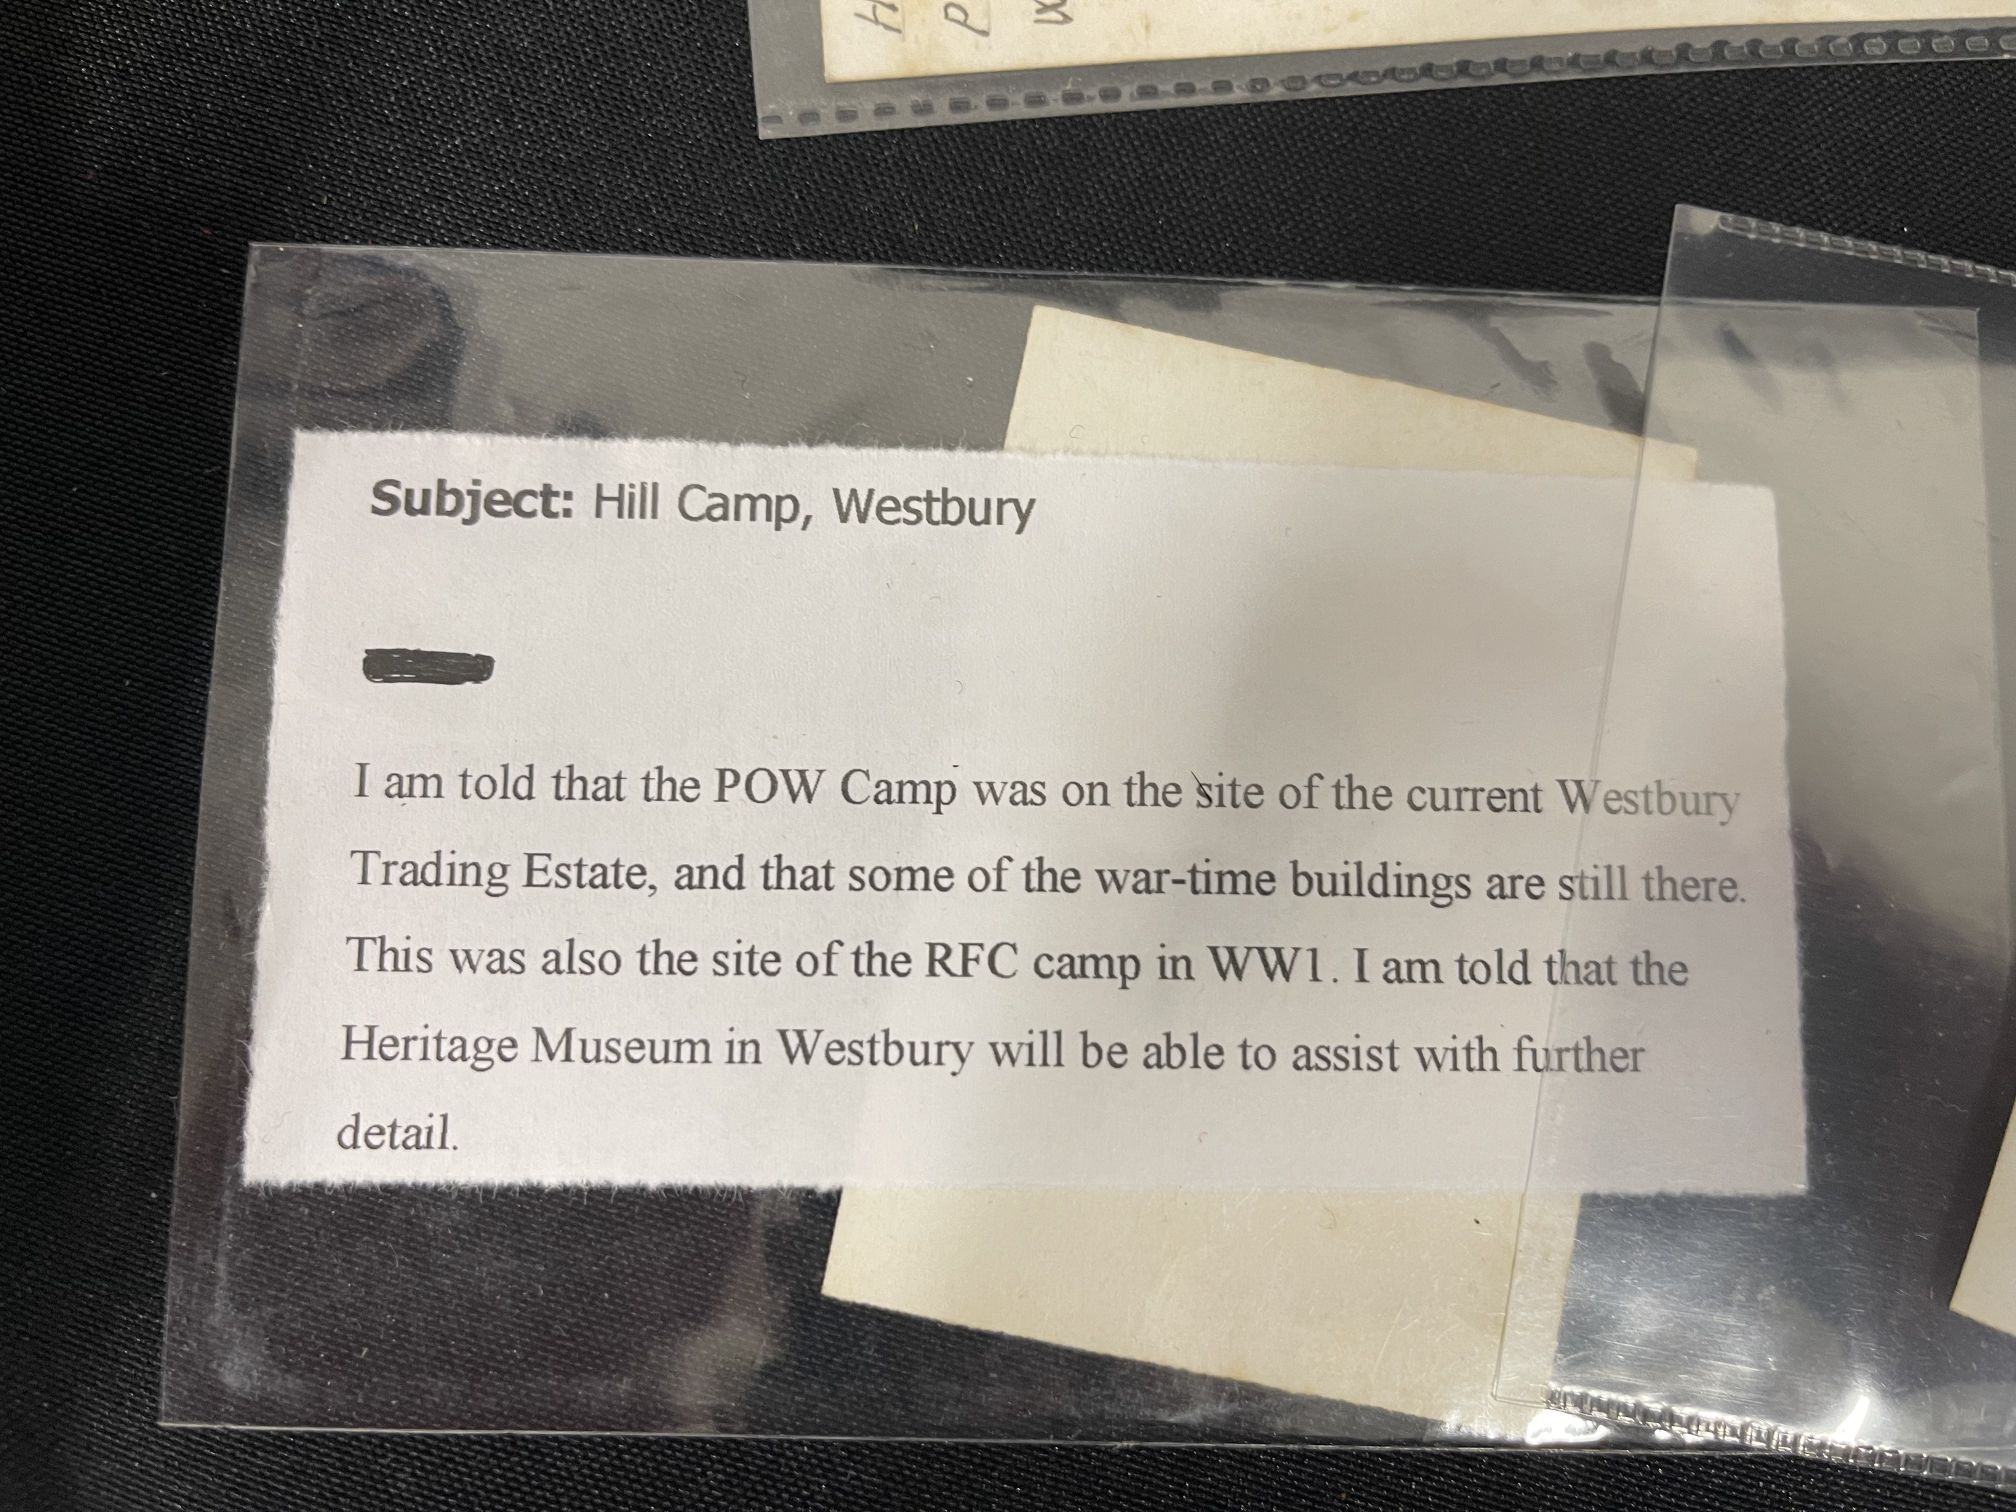 Subject: Hill Camp, Westbury
I am told that the POW Camp was on the site of the current Westbury
Trading Estate, and that some of the war-time buildings are still there.
This was also the site of the RFC camp in WW1. I am told that the
Heritage Museum in Westbury will be able to assist with further
detail.